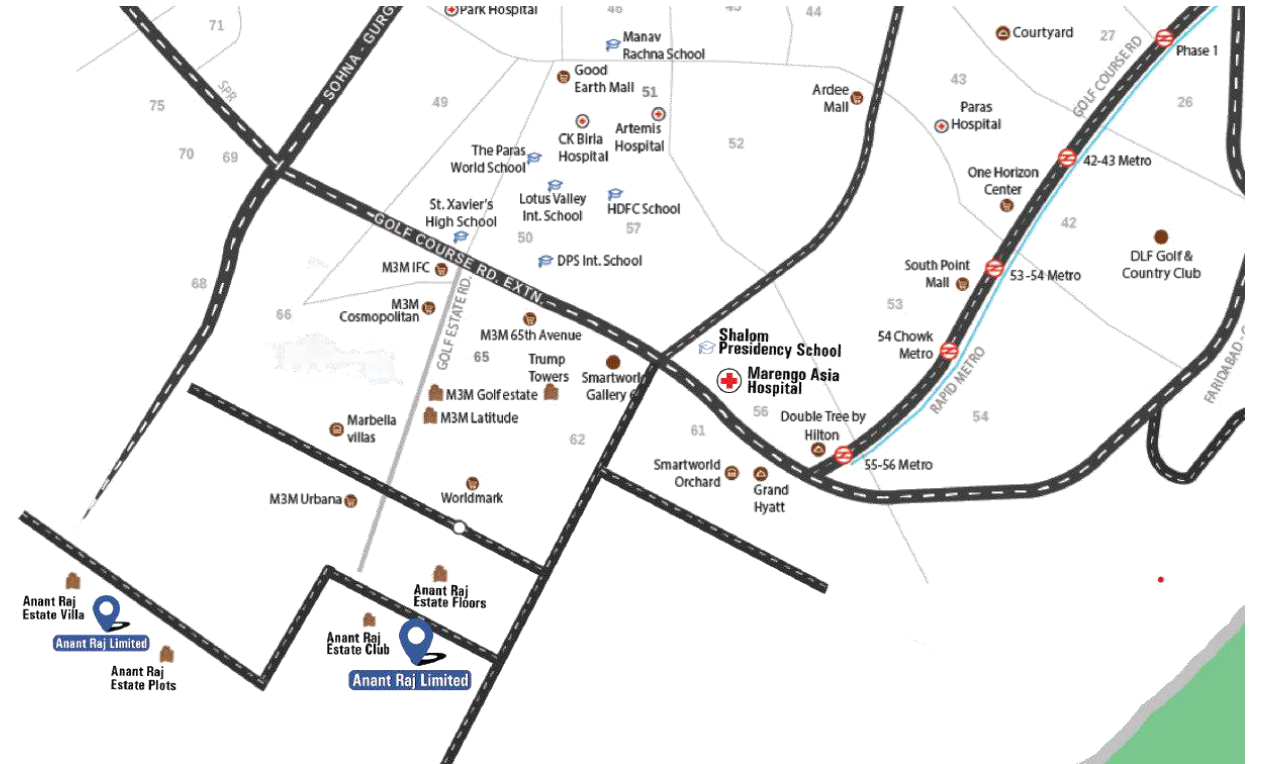 Park Hospital
46
45
44
71
Manav
Rachna School
Courtyard
27
Phase 1
SOHNA - GURG
GOLF COURSE RD
SPR
Good
Earth Mall
51
49
43
75
Ardee
Mall
26
Paras
Hospital
CK Birla
Hospital
Artemis
Hospital
52
70
69
The Paras
World School
42-43 Metro
One Horizon
Center
Lotus Valley
Int. School
HDFC School
St. Xavier's
High School
GOLF COURSE RD. EXTN.
50
57
42
DPS Int. School
M3M IFC
DLF Golf &
Country Club
South Point
Mall
53 -54 Metro
68
66
M3M
Cosmopolitan
GOLF ESTATE RD.
53
M3M 65th Avenue
54 Chowk
Metro
Shalom
Presidency School
65
Trump
Towers
Smartworld
Gallery
Marengo Asia
Hospital
RAPID METRO
FARIDABAD -
M3M Golf estate
M3M Latitude
56
54
Double Tree by
Hilton
Marbella
villas
62
61
55-56 Metro
Smartworld
Orchard
Grand
Hyatt
M3M Urbana
Worldmark
Anant Raj
Estate Floors
Anant Raj
Estate Villa
Anant Raj Limited
Anant Raj
Estate Club
Anant Raj
Estate Plots
Anant Raj Limited